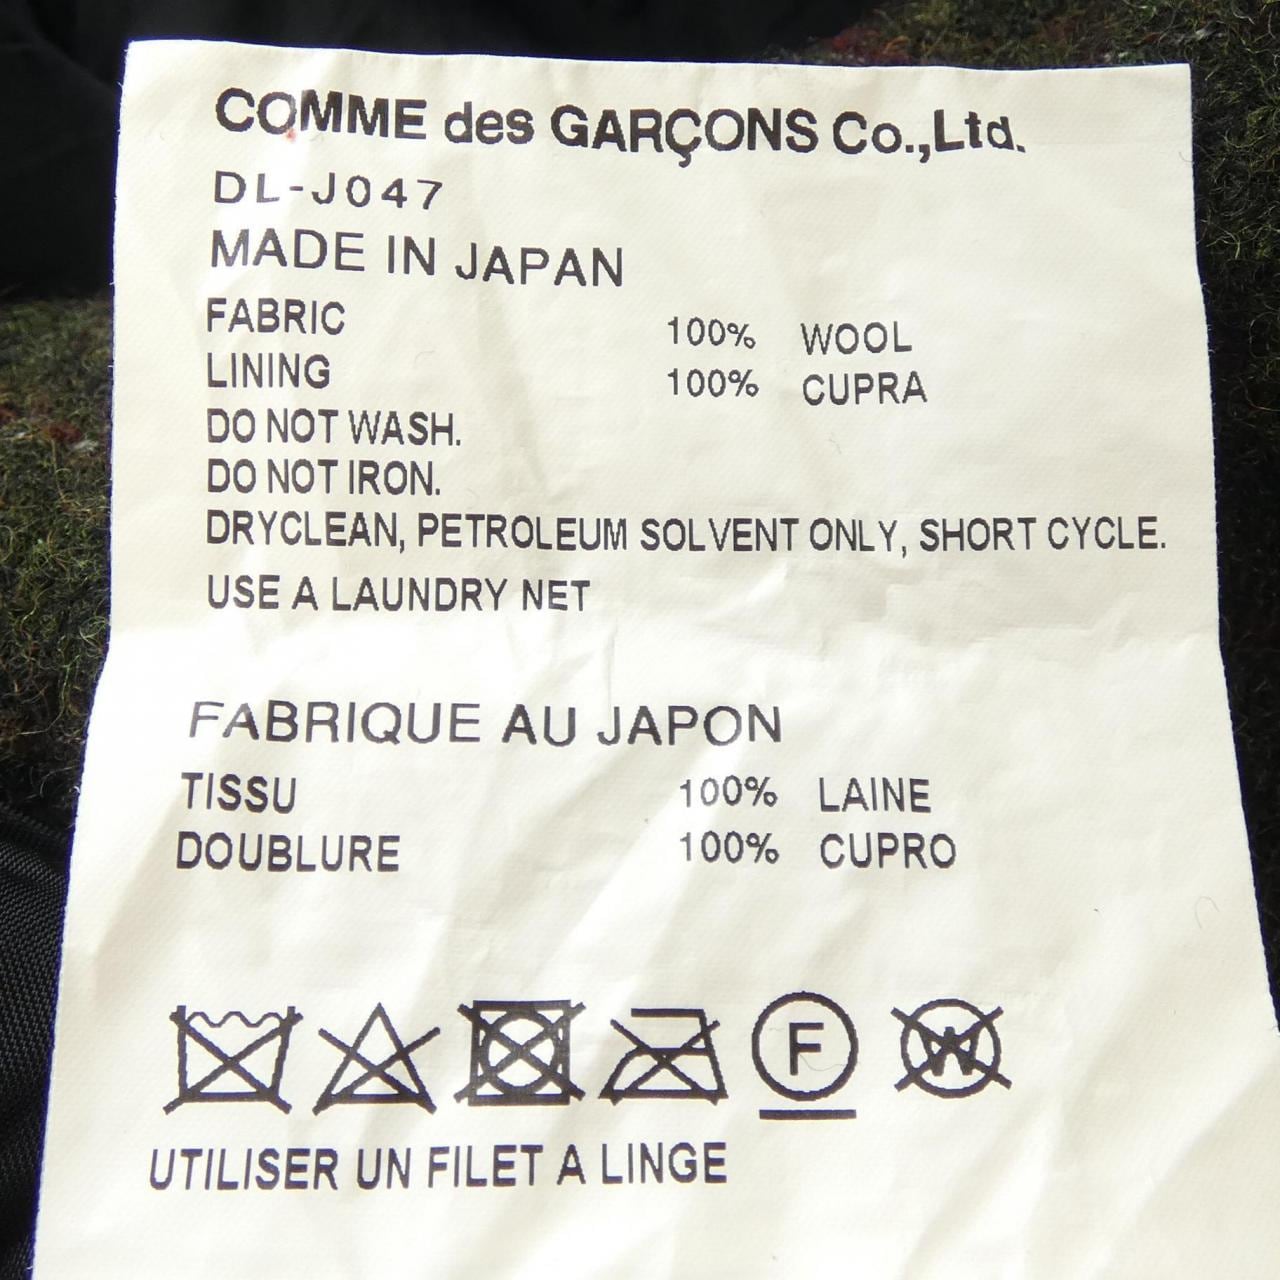 COMME des GARÇONS Co.,Ltd.
DL-J047
MADE IN JAPAN
FABRIC 100% WOOL
LINING 100% CUPRA
DO NOT WASH.
DO NOT IRON.
DRYCLEAN, PETROLEUM SOLVENT ONLY, SHORT CYCLE.
USE A LAUNDRY NET
FABRIQUE AU JAPON
TISSU 100% LAINE
DOUBLURE 100% CUPRO
F W
UTILISER UN FILET A LINGE